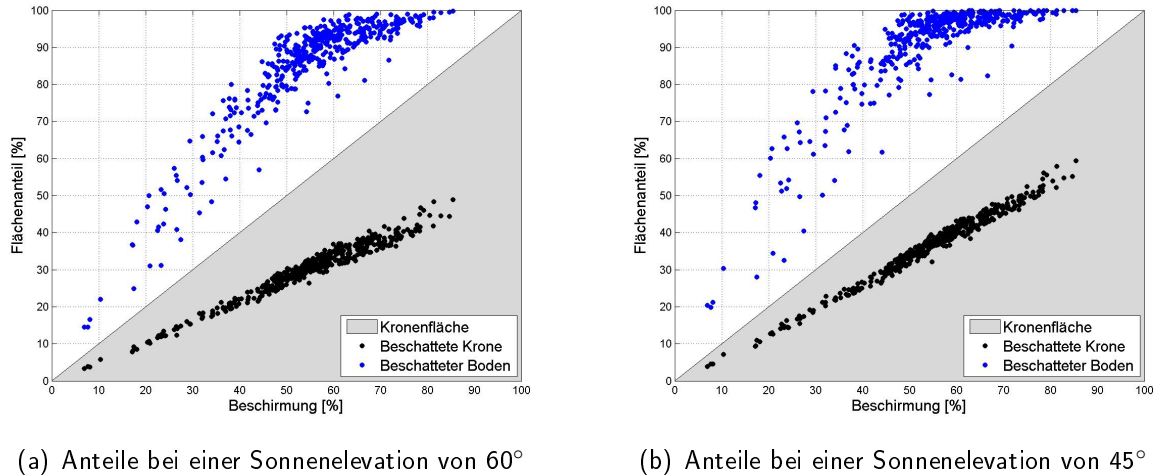 100
90
80
70
60
50
40
30
20
10
0
Flächenanteil [%]
0 10 20 30 40 50 60 70 80 90 100
Beschirmung [%]
Kronenfläche
Beschattete Krone
Beschatteter Boden
(a) Anteile bei einer Sonnenelevation von 60°
100
90
80
70
60
50
40
30
20
10
0
Flächenanteil [%]
0 10 20 30 40 50 60 70 80 90 100
Beschirmung [%]
Kronenfläche
Beschattete Krone
Beschatteter Boden
(b) Anteile bei einer Sonnenelevation von 45°